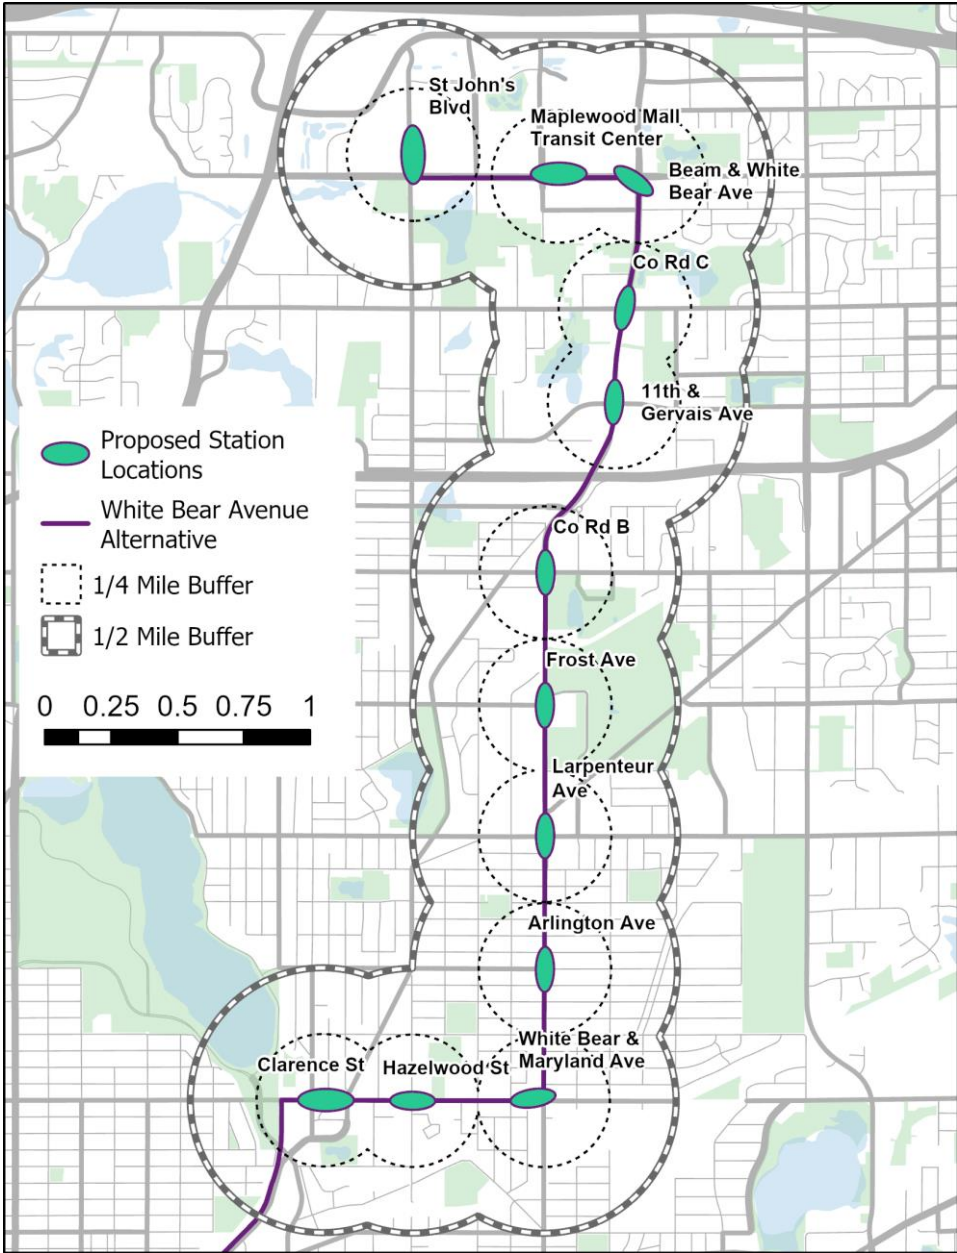 St John's
Blvd
Maplewood Mall
Transit Center
Beam & White
Bear Ave
Co Rd C
11th &
Gervais Ave
Proposed Station
Locations
White Bear Avenue
Alternative
1/4 Mile Buffer
1/2 Mile Buffer
0 0.25 0.5 0.75 1
Co Rd B
Frost Ave
Larpenteur
Ave
Arlington Ave
White Bear &
Maryland Ave
Clarence St
Hazelwood St